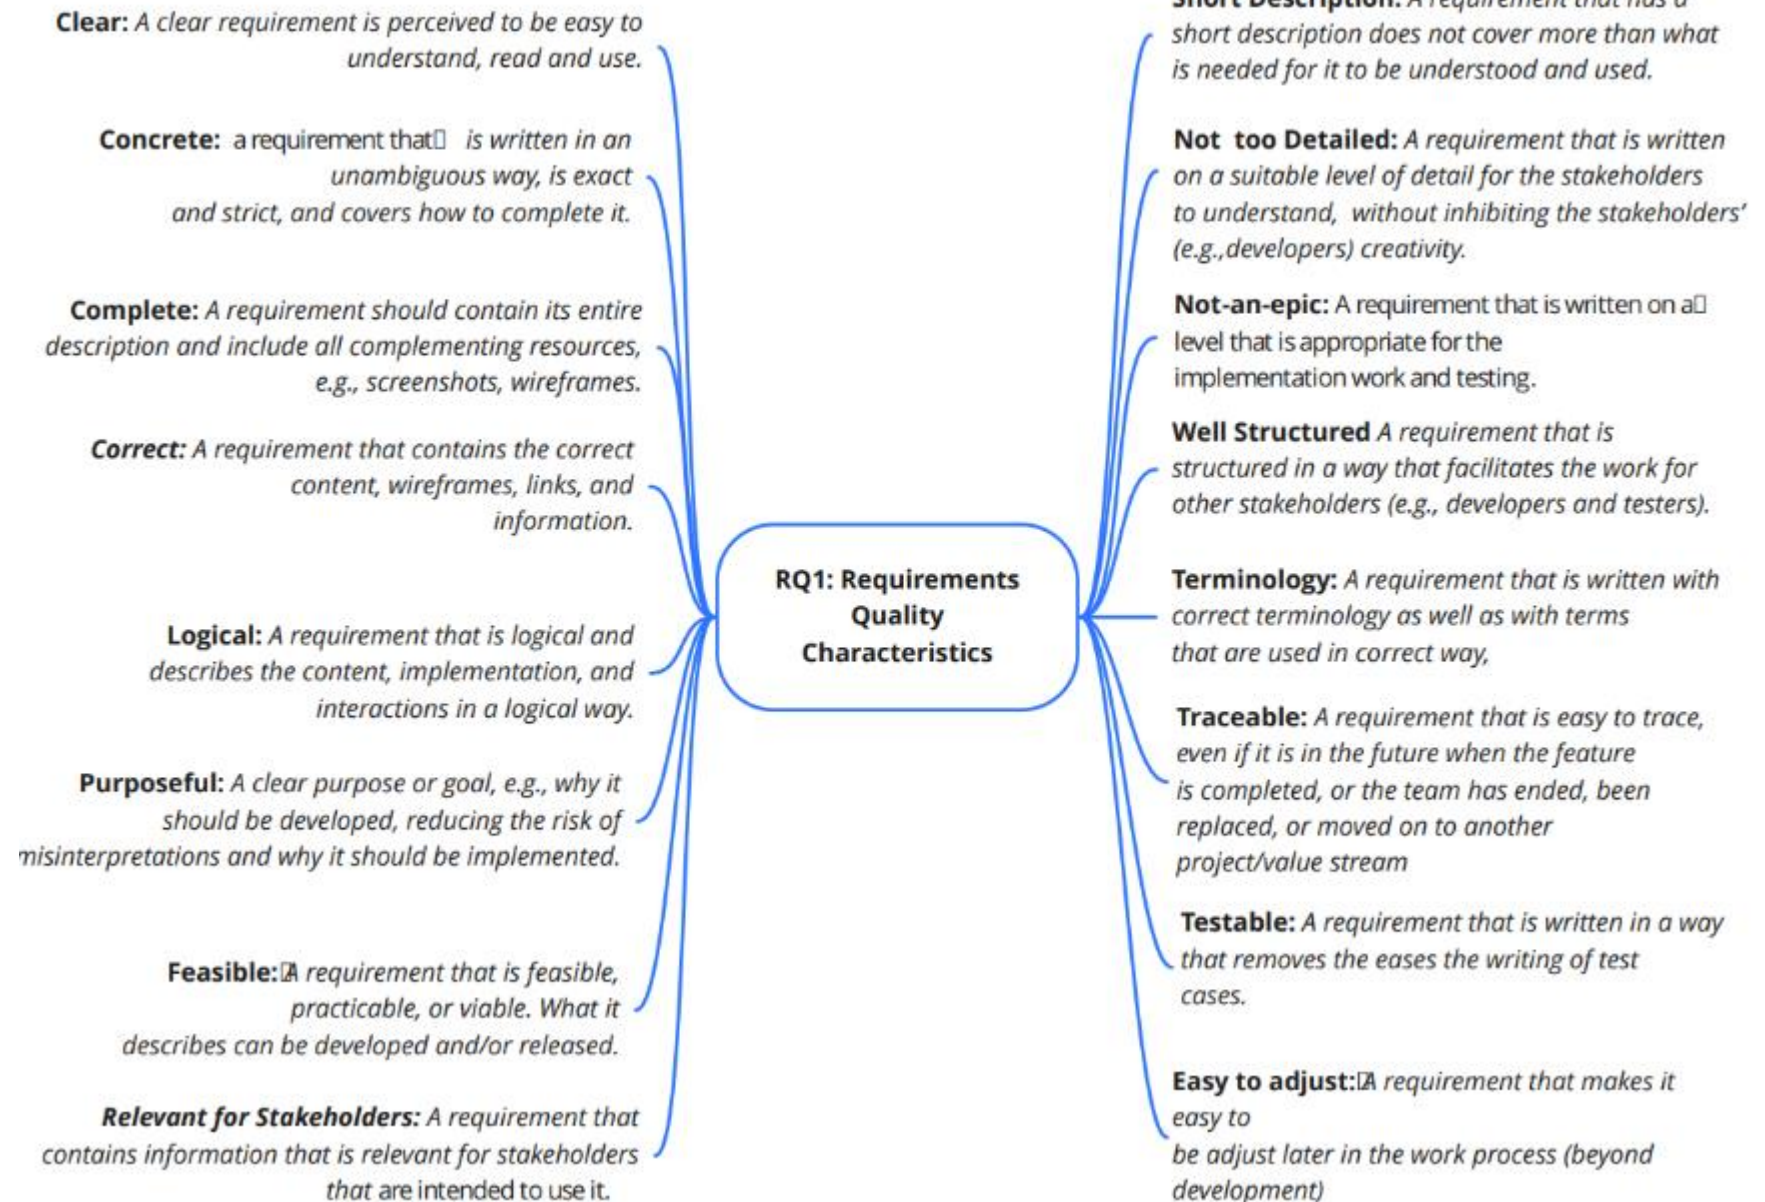 Clear: A clear requirement is perceived to be easy to
understand, read and use.
Concrete: a requirement that is written in an
unambiguous way, is exact
and strict, and covers how to complete it.
Complete: A requirement should contain its entire
description and include all complementing resources,
e.g., screenshots, wireframes.
Correct: A requirement that contains the correct
content, wireframes, links, and
information.
Logical: A requirement that is logical and
describes the content, implementation, and
interactions in a logical way.
Purposeful: A clear purpose or goal, e.g., why it
should be developed, reducing the risk of
misinterpretations and why it should be implemented.
Feasible: A requirement that is feasible,
practicable, or viable. What it
describes can be developed and/or released.
Relevant for Stakeholders: A requirement that
contains information that is relevant for stakeholders
that are intended to use it.
RQ1: Requirements
Quality
Characteristics
Short Description: A requirement that has a
short description does not cover more than what
is needed for it to be understood and used.
Not too Detailed: A requirement that is written
on a suitable level of detail for the stakeholders
to understand, without inhibiting the stakeholders'
(e.g.,developers) creativity.
Not-an-epic: A requirement that is written on a
level that is appropriate for the
implementation work and testing.
Well Structured A requirement that is
structured in a way that facilitates the work for
other stakeholders (e.g., developers and testers).
Terminology: A requirement that is written with
correct terminology as well as with terms
that are used in correct way,
Traceable: A requirement that is easy to trace,
even if it is in the future when the feature
is completed, or the team has ended, been
replaced, or moved on to another
project/value stream
Testable: A requirement that is written in a way
that removes the eases the writing of test
cases.
Easy to adjust: A requirement that makes it
easy to
be adjust later in the work process (beyond
development)